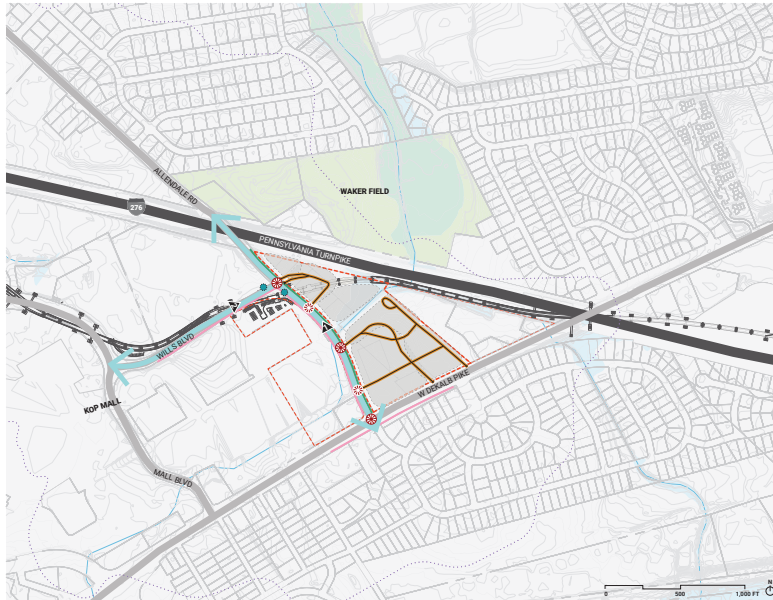 ALLENDALE RD
WAKER FIELD
276
PENNSYLVANIA TURNPIKE
WILLS BLVD
W DEKALB PIKE
KOP MALL
MALL BLVD
N
0 500 1,000 FT